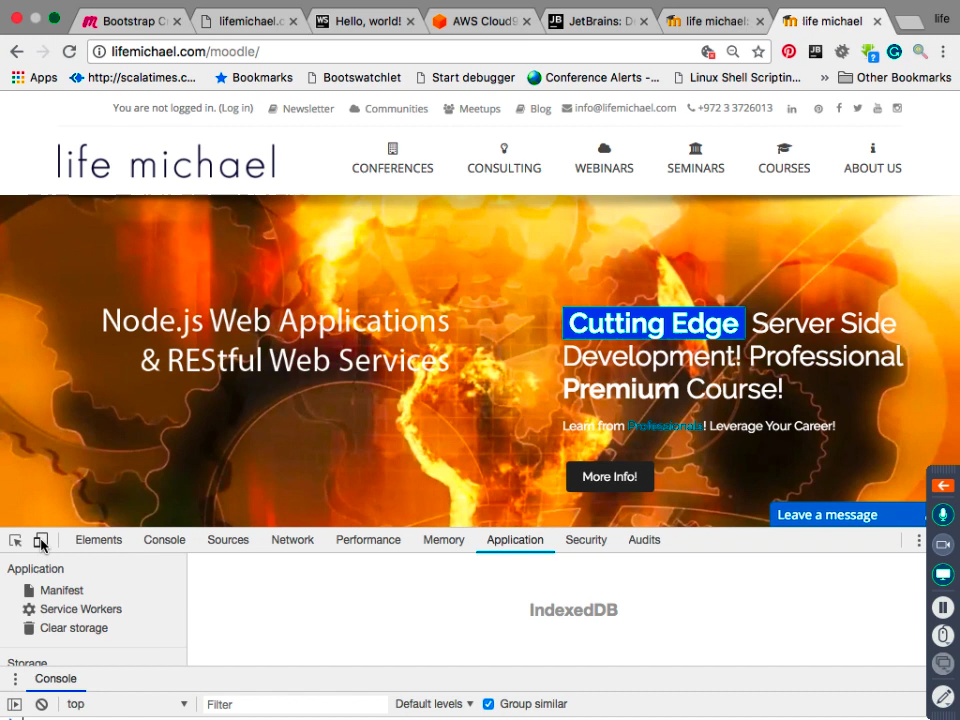 Bootstrap C
lifemichael.c
Hello, world!
AWS Cloud9
JetBrains: D
life michael:
life michael
life
lifemichael.com/moodle/
Apps
http://scalatimes.c...
Bookmarks
Bootswatchlet
Start debugger
Conference Alerts -...
Linux Shell Scriptin...
»
Other Bookmarks
You are not logged in. (Log in)
Newsletter
Communities
Meetups
Blog
info@lifemichael.com
+972 3 3726013
life michael
CONFERENCES
CONSULTING
WEBINARS
SEMINARS
COURSES
ABOUT US
Node.js Web Applications
& REStful Web Services
Cutting Edge Server Side
Development! Professional
Premium Course!
Learn from Professionals! Leverage Your Career!
More Info!
Leave a message
Elements
Console
Sources
Network
Performance
Memory
Application
Security
Audits
Application
Manifest
Service Workers
Clear storage
Storage
IndexedDB
Console
top
Filter
Default levels
Group similar